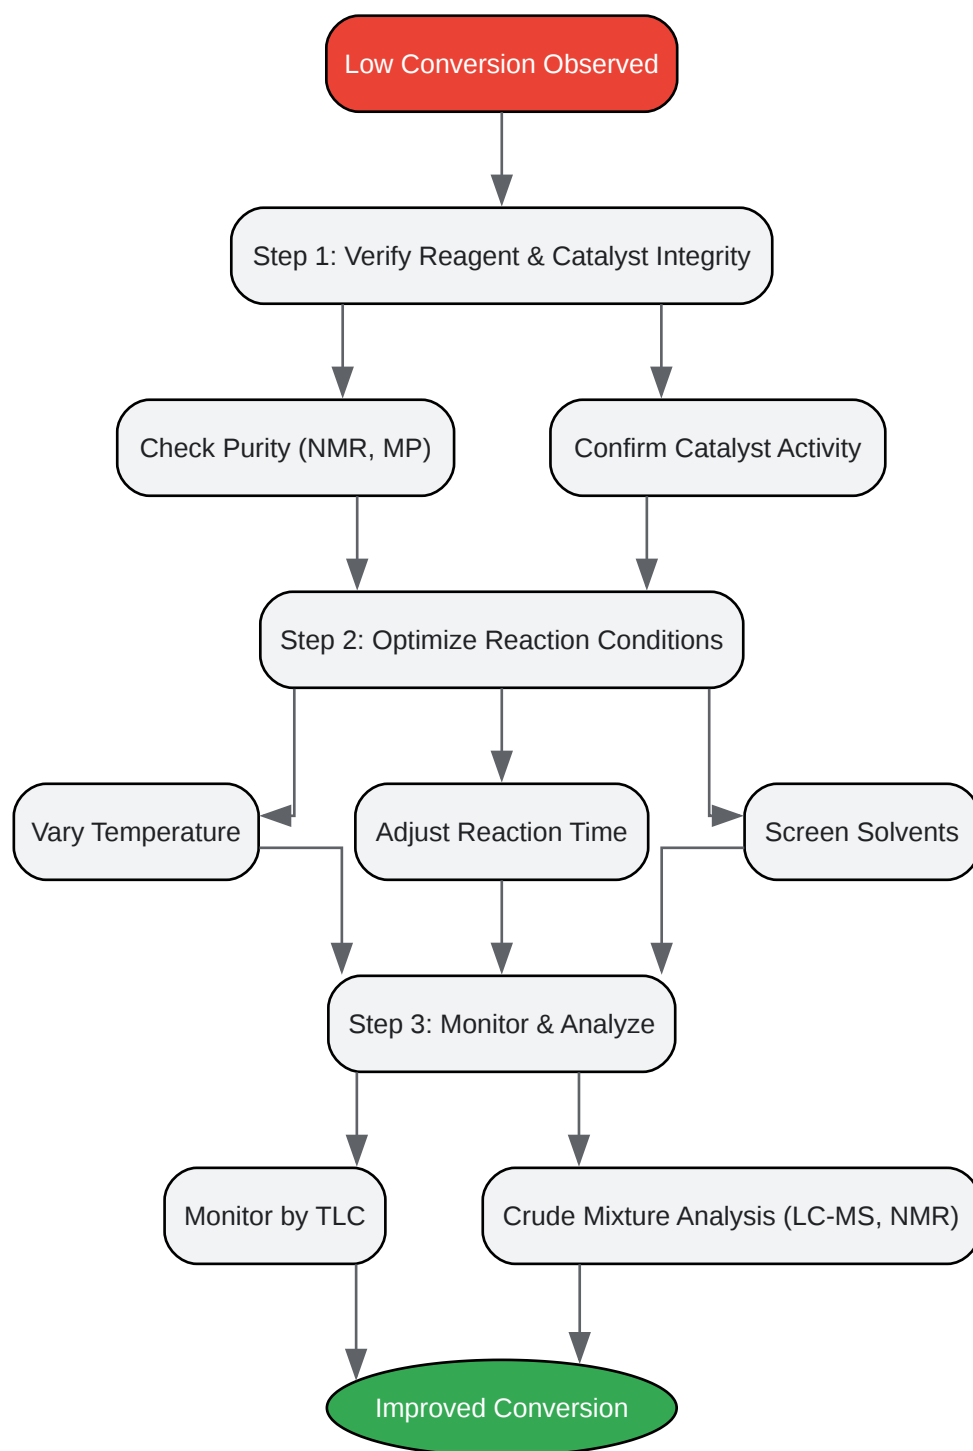 Low Conversion Observed
Step 1: Verify Reagent & Catalyst Integrity
Check Purity (NMR, MP)
Confirm Catalyst Activity
Step 2: Optimize Reaction Conditions
Vary Temperature
Adjust Reaction Time
Screen Solvents
Step 3: Monitor & Analyze
Monitor by TLC
Crude Mixture Analysis (LC-MS, NMR)
Improved Conversion